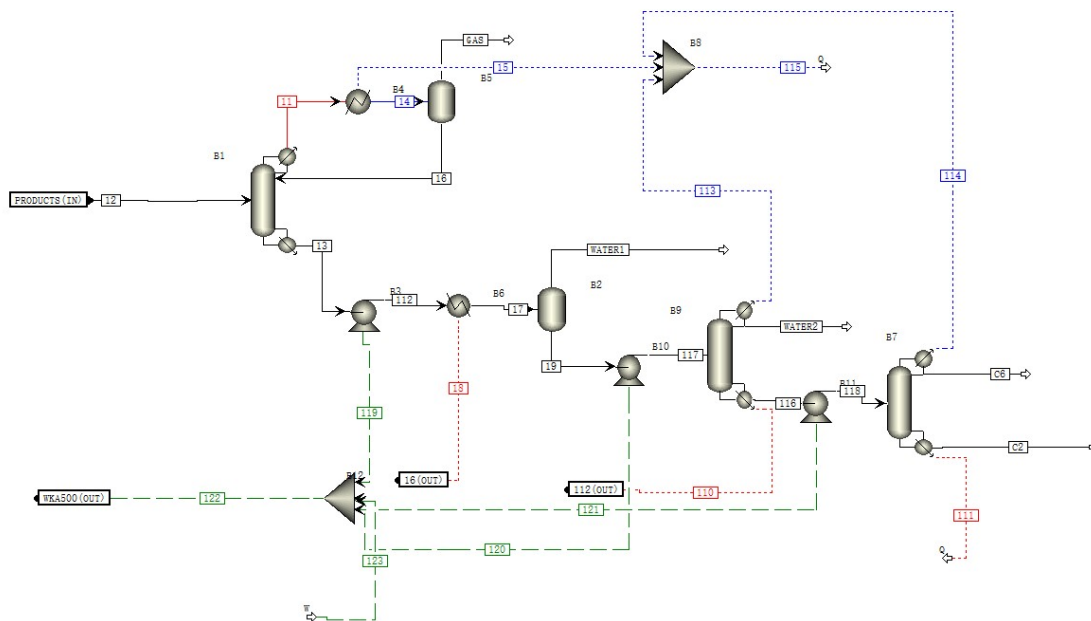 GAS
B8
15
B5
115
Q
B4
14
11
B1
16
114
113
PRODUCTS(IN)
12
13
WATER1
B2
B3
112
B6
17
B9
WATER2
B7
B10
117
19
C6
B11
118
116
18
119
C2
16(OUT)
B12
112(OUT)
110
WKA500(OUT)
122
121
111
120
123
Q
W